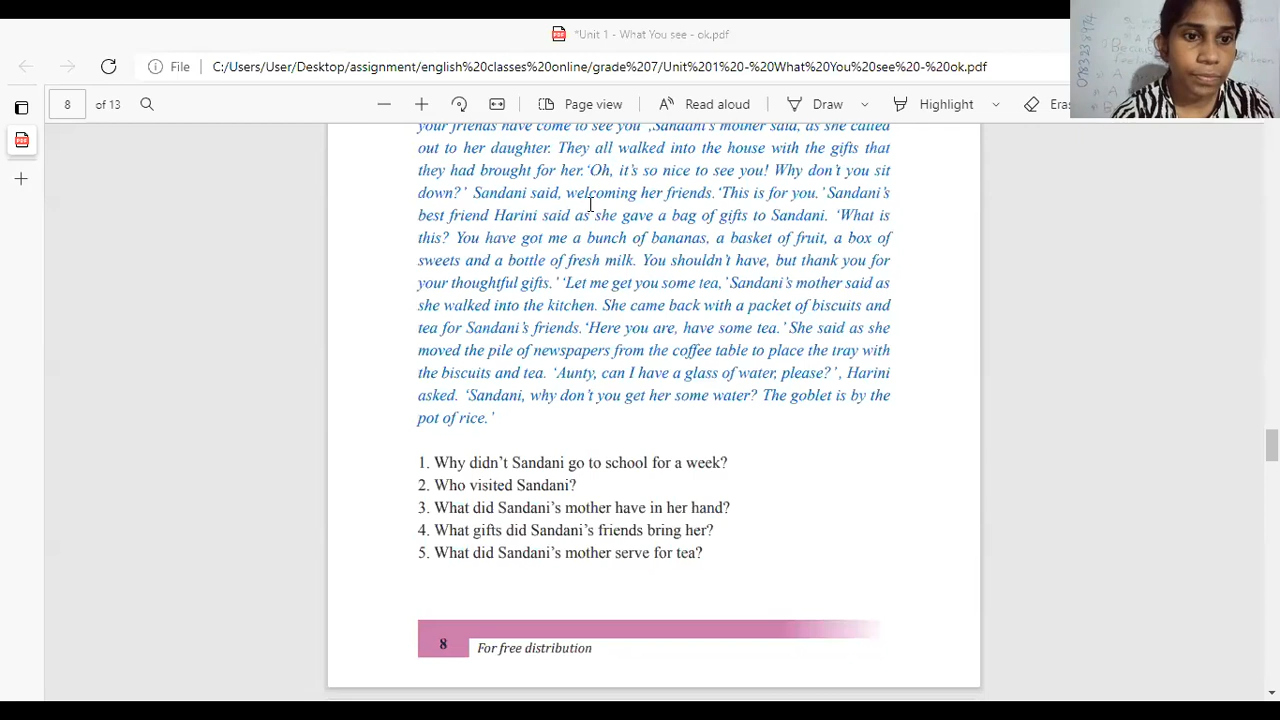 *Unit 1 - What You see - ok.pdf
File C:/Users/User/Desktop/assignment/english%20classes%20online/grade%207/Unit%201%20-%20What%20You%20see%20-%20ok.pdf
8 of 13 Page view Read aloud Draw Highlight Eras
your friends have come to see you',Sandani's mother said, as she called
out to her daughter. They all walked into the house with the gifts that
they had brought for her.'Oh, it's so nice to see you! Why don't you sit
down?' Sandani said, welcoming her friends.'This is for you.'Sandani's
best friend Harini said as she gave a bag of gifts to Sandani. 'What is
this? You have got me a bunch of bananas, a basket of fruit, a box of
sweets and a bottle of fresh milk. You shouldn't have, but thank you for
your thoughtful gifts.' 'Let me get you some tea,' Sandani's mother said as
she walked into the kitchen. She came back with a packet of biscuits and
tea for Sandani's friends.'Here you are, have some tea.' She said as she
moved the pile of newspapers from the coffee table to place the tray with
the biscuits and tea. 'Aunty, can I have a glass of water, please?', Harini
asked. 'Sandani, why don't you get her some water? The goblet is by the
pot of rice.'
1. Why didn't Sandani go to school for a week?
2. Who visited Sandani?
3. What did Sandani's mother have in her hand?
4. What gifts did Sandani's friends bring her?
5. What did Sandani's mother serve for tea?
8 For free distribution